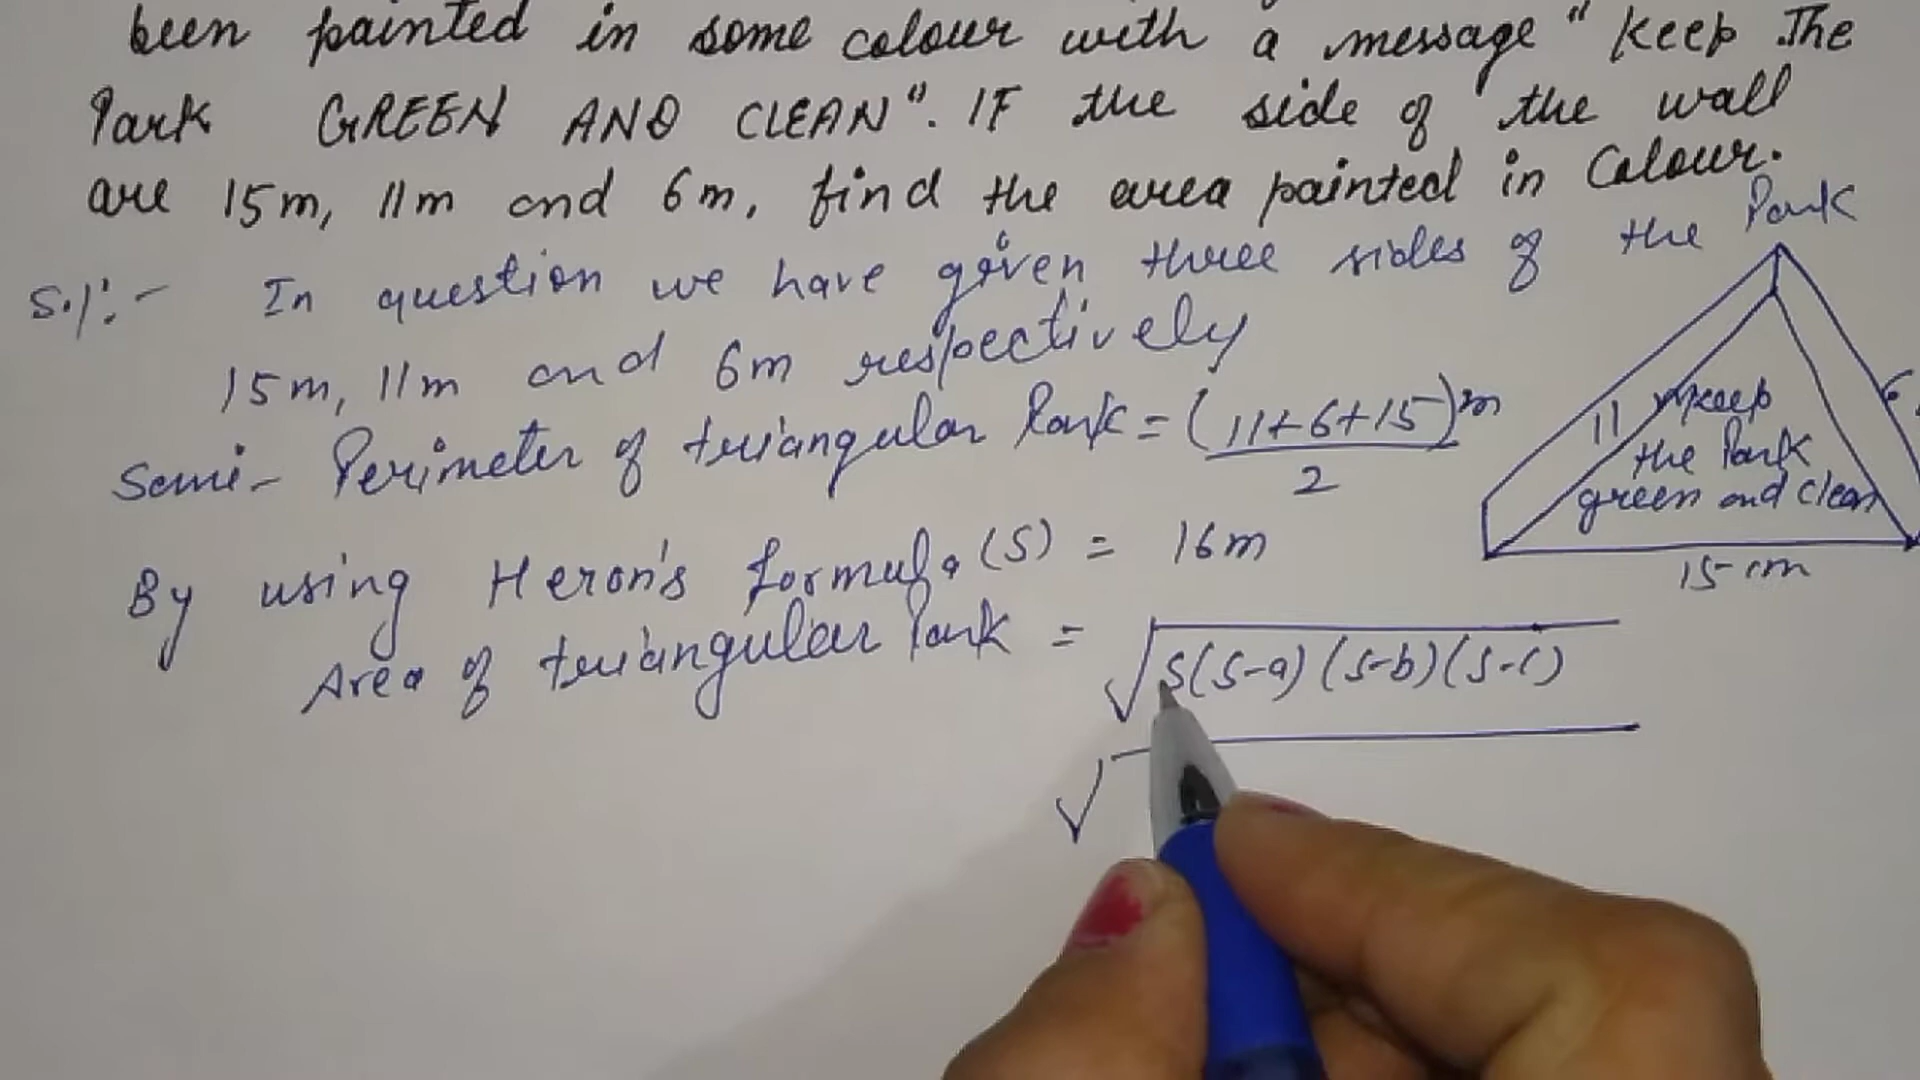 been painted in some colour with a message "Keep The
Park GREEN AND CLEAN". IF the side of the wall
are 15m, 11m and 6m, find the area painted in Colour.
Sol:- In question we have given three sides of the Park
15m, 11m and 6m respectively
Semi-Perimeter of triangular Park = (11+6+15)m
2
By using Heron's formula (S) = 16m
Area of triangular Park = √S(S-a)(S-b)(S-c)
√
11
6
keep
the Park
green and clean
15 cm